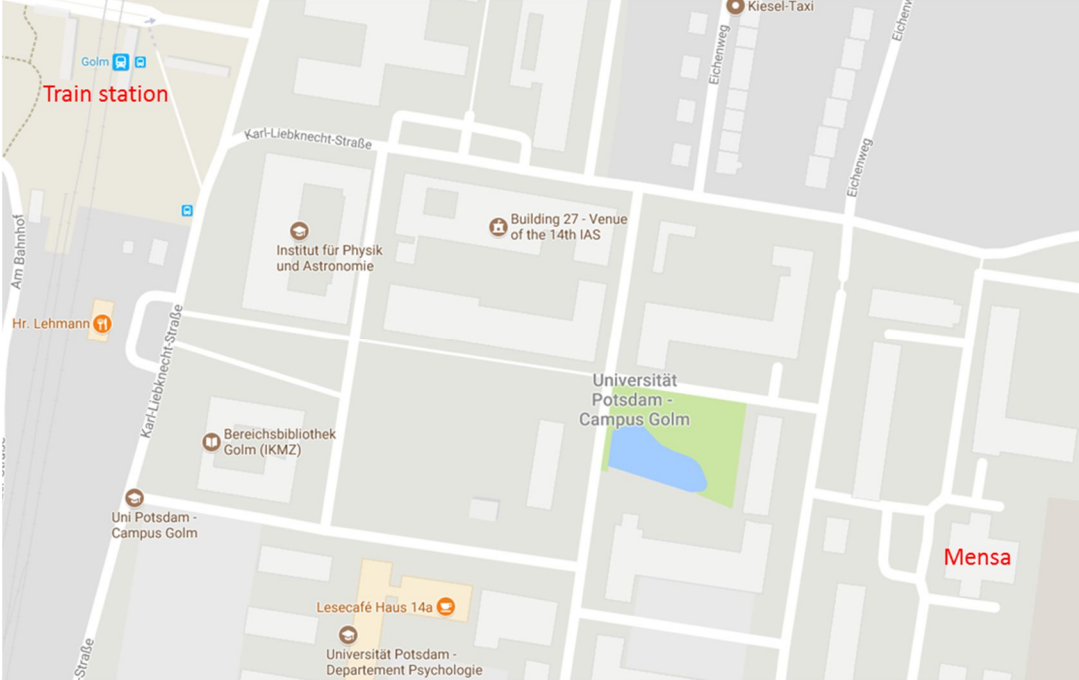 Kiesel-Taxi
Eichenweg
Eichenweg
Golm
Train station
Karl-Liebknecht-Straße
Eichenweg
Building 27 - Venue
of the 14th IAS
Institut für Physik
und Astronomie
Am Bahnhof
Hr. Lehmann
Karl-Liebknecht-Straße
Universität
Potsdam -
Campus Golm
Bereichsbibliothek
Golm (IKMZ)
Uni Potsdam -
Campus Golm
Mensa
Lesecafé Haus 14a
Universität Potsdam -
Departement Psychologie
-Straße